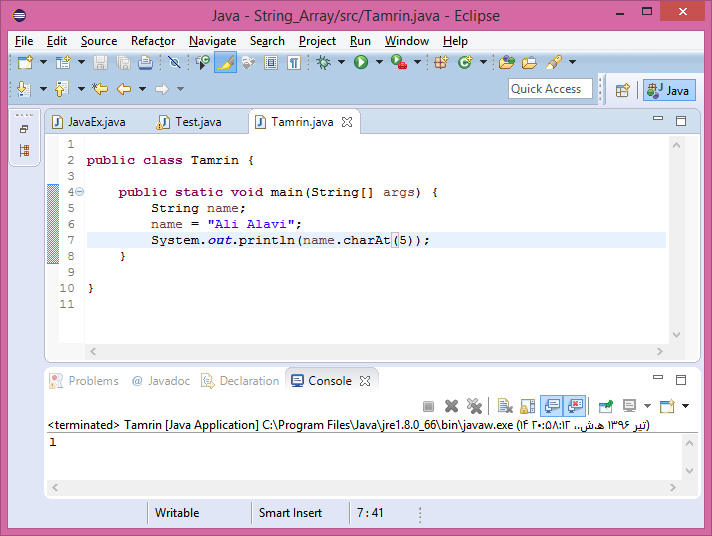 Java - String_Array/src/Tamrin.java - Eclipse
File Edit Source Refactor Navigate Search Project Run Window Help
Quick Access
Java
JavaEx.java Test.java Tamrin.java
1
2 public class Tamrin {
3
4 public static void main(String[] args) {
5 String name;
6 name = "Ali Alavi";
7 System.out.println(name.charAt(5));
8 }
9
10 }
11
Problems @ Javadoc Declaration Console
<terminated> Tamrin [Java Application] C:\Program Files\Java\jre1.8.0_66\bin\javaw.exe (۱۴ تیر ۱۳۹۶ ه‍.ش.،‏ ۲۰:۵۸:۱۲)
l
Writable Smart Insert 7 : 41